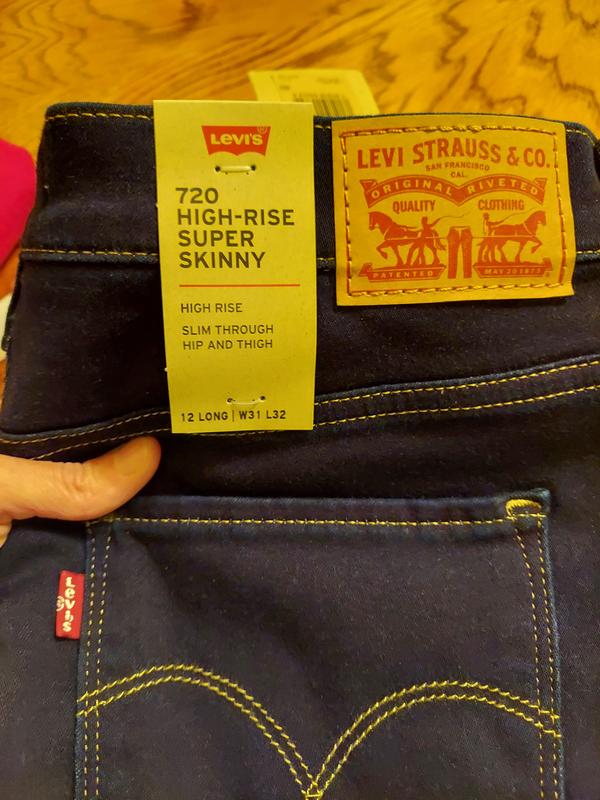 LEVI'S®
720
HIGH-RISE
SUPER
SKINNY
HIGH RISE
SLIM THROUGH
HIP AND THIGH
12 LONG | W31 L32
LEVI STRAUSS & CO.
SAN FRANCISCO
CAL.
ORIGINAL RIVETED
QUALITY CLOTHING
PATENTED MAY 20 1873
Levi's®